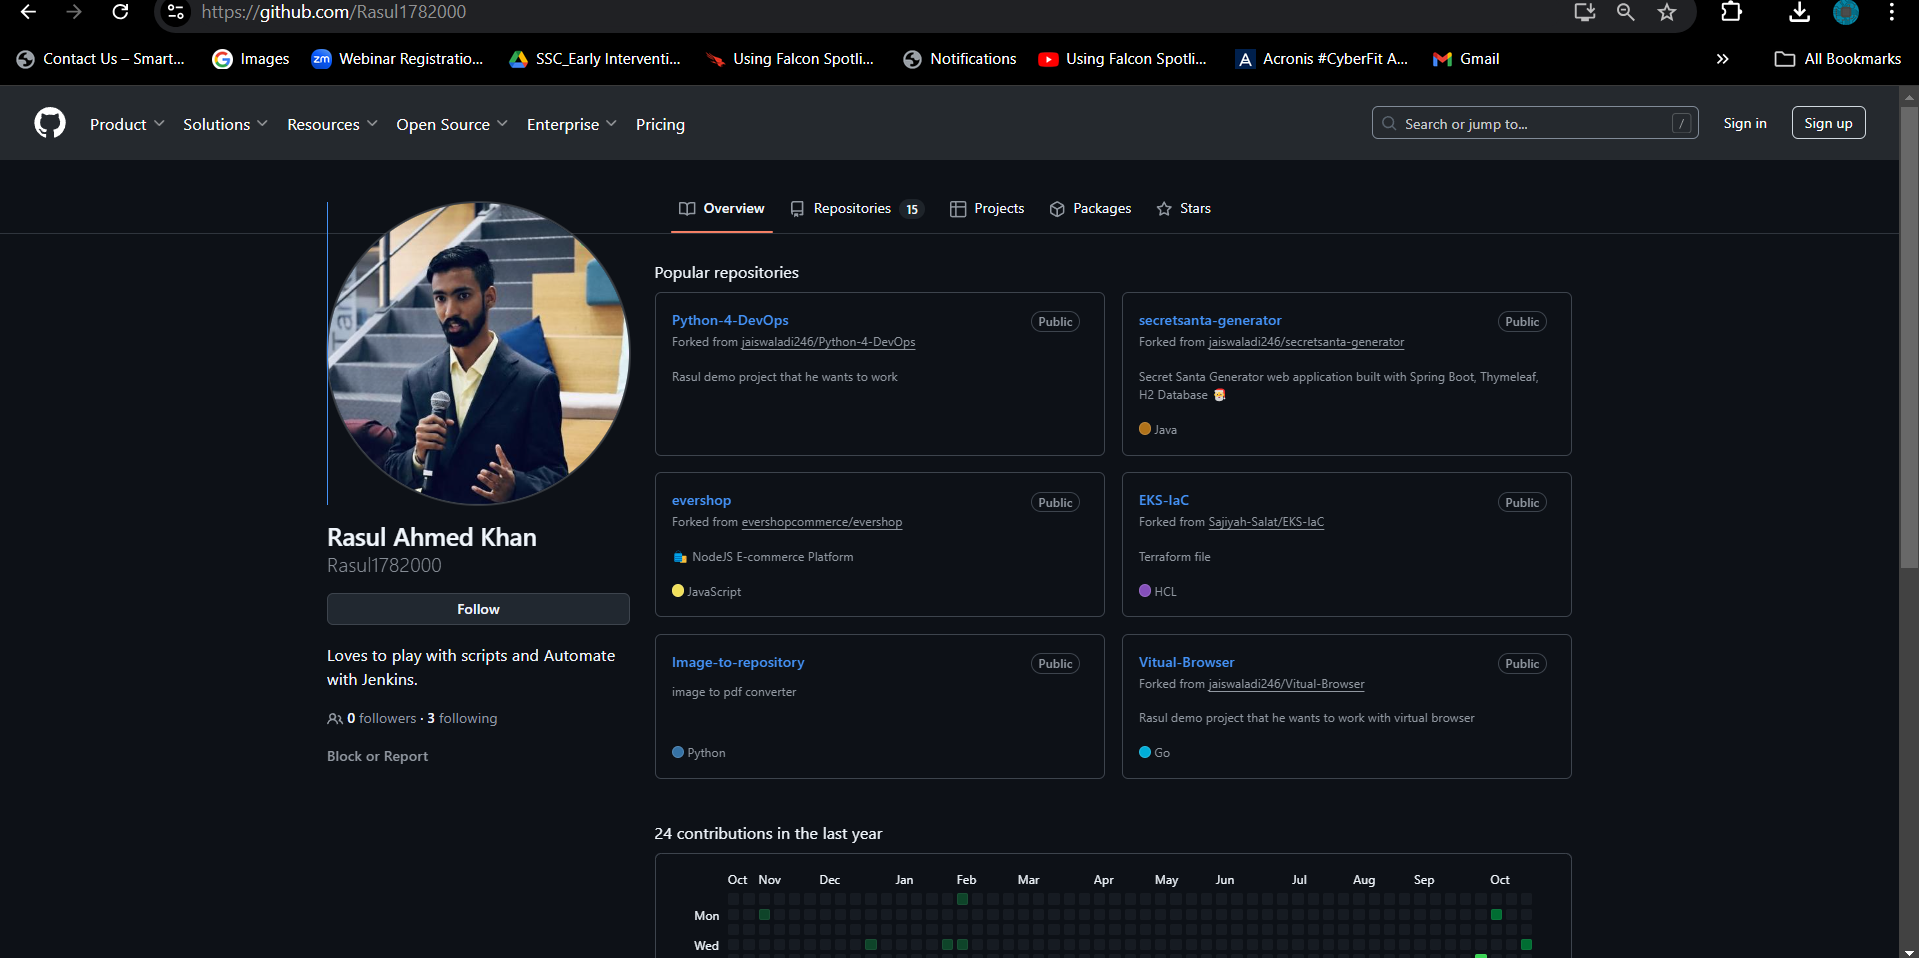 https://github.com/Rasul1782000
Contact Us – Smart...
Images
zm Webinar Registratio...
SSC_Early Interventi...
Using Falcon Spotli...
Notifications
Using Falcon Spotli...
A Acronis #CyberFit A...
Gmail
»
All Bookmarks
Product
Solutions
Resources
Open Source
Enterprise
Pricing
Search or jump to...
/
Sign in
Sign up
Overview
Repositories 15
Projects
Packages
Stars
Rasul Ahmed Khan
Rasul1782000
Follow
Loves to play with scripts and Automate
with Jenkins.
0 followers · 3 following
Block or Report
Popular repositories
Python-4-DevOps
Public
Forked from jaiswaladi246/Python-4-DevOps
Rasul demo project that he wants to work
secretsanta-generator
Public
Forked from jaiswaladi246/secretsanta-generator
Secret Santa Generator web application built with Spring Boot, Thymeleaf,
H2 Database 🎅
Java
evershop
Public
Forked from evershopcommerce/evershop
🛍️ NodeJS E-commerce Platform
JavaScript
EKS-IaC
Public
Forked from Sajiyah-Salat/EKS-IaC
Terraform file
HCL
Image-to-repository
Public
image to pdf converter
Python
Vitual-Browser
Public
Forked from jaiswaladi246/Vitual-Browser
Rasul demo project that he wants to work with virtual browser
Go
24 contributions in the last year
Oct Nov Dec Jan Feb Mar Apr May Jun Jul Aug Sep Oct
Mon
Wed